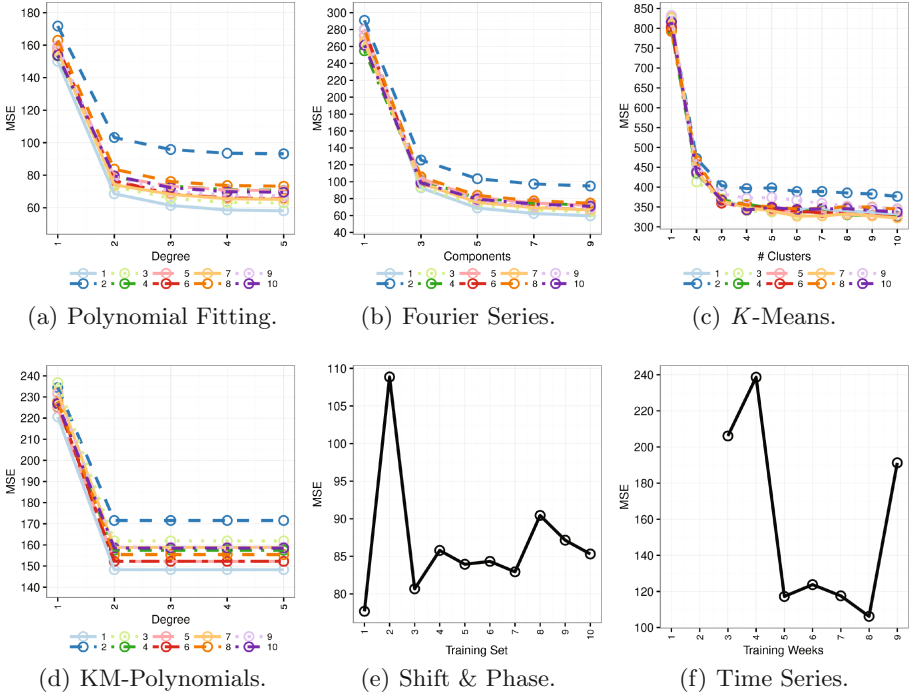 180
160
140
120
100
80
60
MSE
1 2 3 4 5
Degree
1 3 5 7 9
2 4 6 8 10
(a) Polynomial Fitting.
300
280
260
240
220
200
180
160
140
120
100
80
60
40
MSE
1 3 5 7 9
Components
1 3 5 7 9
2 4 6 8 10
(b) Fourier Series.
850
800
750
700
650
600
550
500
450
400
350
300
MSE
1 2 3 4 5 6 7 8 9 10
# Clusters
1 3 5 7 9
2 4 6 8 10
(c) K-Means.
240
230
220
210
200
190
180
170
160
150
140
MSE
1 2 3 4 5
Degree
1 3 5 7 9
2 4 6 8 10
(d) KM-Polynomials.
110
105
100
95
90
85
80
MSE
1 2 3 4 5 6 7 8 9 10
Training Set
(e) Shift & Phase.
240
220
200
180
160
140
120
100
MSE
1 2 3 4 5 6 7 8 9
Training Weeks
(f) Time Series.